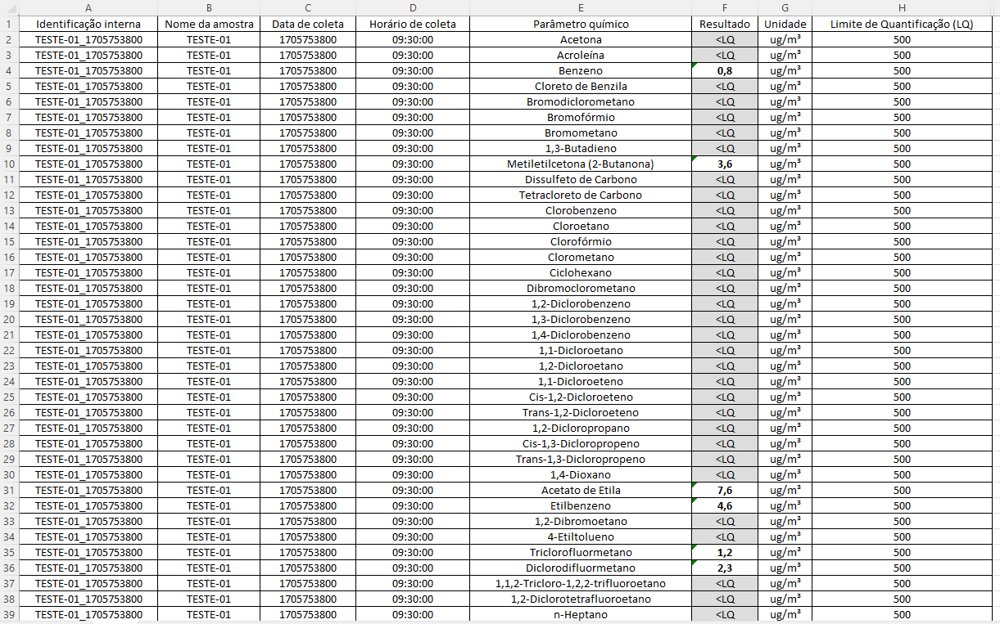 A B C D E F G H
1 Identificação interna Nome da amostra Data de coleta Horário de coleta Parâmetro químico Resultado Unidade Limite de Quantificação (LQ)
2 TESTE-01_1705753800 TESTE-01 1705753800 09:30:00 Acetona <LQ ug/m³ 500
3 TESTE-01_1705753800 TESTE-01 1705753800 09:30:00 Acroleína <LQ ug/m³ 500
4 TESTE-01_1705753800 TESTE-01 1705753800 09:30:00 Benzeno 0,8 ug/m³ 500
5 TESTE-01_1705753800 TESTE-01 1705753800 09:30:00 Cloreto de Benzila <LQ ug/m³ 500
6 TESTE-01_1705753800 TESTE-01 1705753800 09:30:00 Bromodiclorometano <LQ ug/m³ 500
7 TESTE-01_1705753800 TESTE-01 1705753800 09:30:00 Bromofórmio <LQ ug/m³ 500
8 TESTE-01_1705753800 TESTE-01 1705753800 09:30:00 Bromometano <LQ ug/m³ 500
9 TESTE-01_1705753800 TESTE-01 1705753800 09:30:00 1,3-Butadieno <LQ ug/m³ 500
10 TESTE-01_1705753800 TESTE-01 1705753800 09:30:00 Metiletilcetona (2-Butanona) 3,6 ug/m³ 500
11 TESTE-01_1705753800 TESTE-01 1705753800 09:30:00 Dissulfeto de Carbono <LQ ug/m³ 500
12 TESTE-01_1705753800 TESTE-01 1705753800 09:30:00 Tetracloreto de Carbono <LQ ug/m³ 500
13 TESTE-01_1705753800 TESTE-01 1705753800 09:30:00 Clorobenzeno <LQ ug/m³ 500
14 TESTE-01_1705753800 TESTE-01 1705753800 09:30:00 Cloroetano <LQ ug/m³ 500
15 TESTE-01_1705753800 TESTE-01 1705753800 09:30:00 Clorofórmio <LQ ug/m³ 500
16 TESTE-01_1705753800 TESTE-01 1705753800 09:30:00 Clorometano <LQ ug/m³ 500
17 TESTE-01_1705753800 TESTE-01 1705753800 09:30:00 Ciclohexano <LQ ug/m³ 500
18 TESTE-01_1705753800 TESTE-01 1705753800 09:30:00 Dibromoclorometano <LQ ug/m³ 500
19 TESTE-01_1705753800 TESTE-01 1705753800 09:30:00 1,2-Diclorobenzeno <LQ ug/m³ 500
20 TESTE-01_1705753800 TESTE-01 1705753800 09:30:00 1,3-Diclorobenzeno <LQ ug/m³ 500
21 TESTE-01_1705753800 TESTE-01 1705753800 09:30:00 1,4-Diclorobenzeno <LQ ug/m³ 500
22 TESTE-01_1705753800 TESTE-01 1705753800 09:30:00 1,1-Dicloroetano <LQ ug/m³ 500
23 TESTE-01_1705753800 TESTE-01 1705753800 09:30:00 1,2-Dicloroetano <LQ ug/m³ 500
24 TESTE-01_1705753800 TESTE-01 1705753800 09:30:00 1,1-Dicloroeteno <LQ ug/m³ 500
25 TESTE-01_1705753800 TESTE-01 1705753800 09:30:00 Cis-1,2-Dicloroeteno <LQ ug/m³ 500
26 TESTE-01_1705753800 TESTE-01 1705753800 09:30:00 Trans-1,2-Dicloroeteno <LQ ug/m³ 500
27 TESTE-01_1705753800 TESTE-01 1705753800 09:30:00 1,2-Dicloropropano <LQ ug/m³ 500
28 TESTE-01_1705753800 TESTE-01 1705753800 09:30:00 Cis-1,3-Dicloropropeno <LQ ug/m³ 500
29 TESTE-01_1705753800 TESTE-01 1705753800 09:30:00 Trans-1,3-Dicloropropeno <LQ ug/m³ 500
30 TESTE-01_1705753800 TESTE-01 1705753800 09:30:00 1,4-Dioxano <LQ ug/m³ 500
31 TESTE-01_1705753800 TESTE-01 1705753800 09:30:00 Acetato de Etila 7,6 ug/m³ 500
32 TESTE-01_1705753800 TESTE-01 1705753800 09:30:00 Etilbenzeno 4,6 ug/m³ 500
33 TESTE-01_1705753800 TESTE-01 1705753800 09:30:00 1,2-Dibromoetano <LQ ug/m³ 500
34 TESTE-01_1705753800 TESTE-01 1705753800 09:30:00 4-Etiltolueno <LQ ug/m³ 500
35 TESTE-01_1705753800 TESTE-01 1705753800 09:30:00 Triclorofluormetano 1,2 ug/m³ 500
36 TESTE-01_1705753800 TESTE-01 1705753800 09:30:00 Diclorodifluormetano 2,3 ug/m³ 500
37 TESTE-01_1705753800 TESTE-01 1705753800 09:30:00 1,1,2-Tricloro-1,2,2-trifluoroetano <LQ ug/m³ 500
38 TESTE-01_1705753800 TESTE-01 1705753800 09:30:00 1,2-Diclorotetrafluoroetano <LQ ug/m³ 500
39 TESTE-01_1705753800 TESTE-01 1705753800 09:30:00 n-Heptano <LQ ug/m³ 500